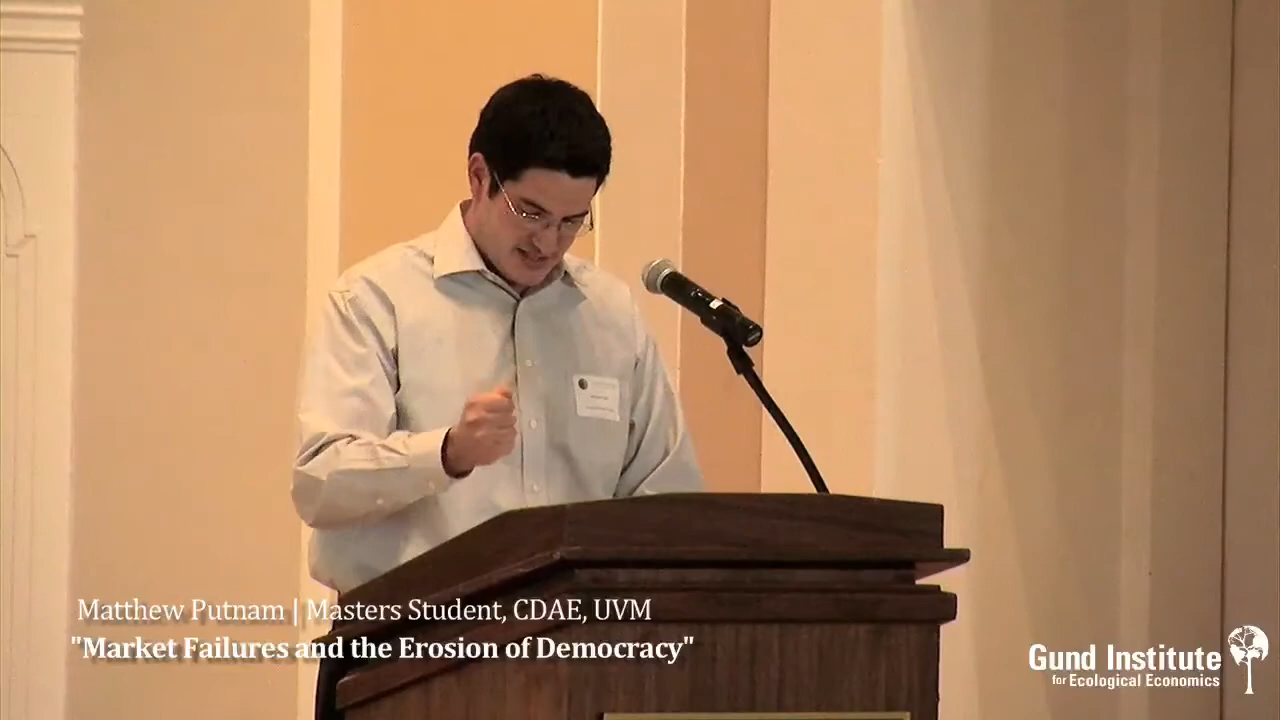 Matthew Putnam | Masters Student, CDAE, UVM
"Market Failures and the Erosion of Democracy"
Gund Institute
for Ecological Economics